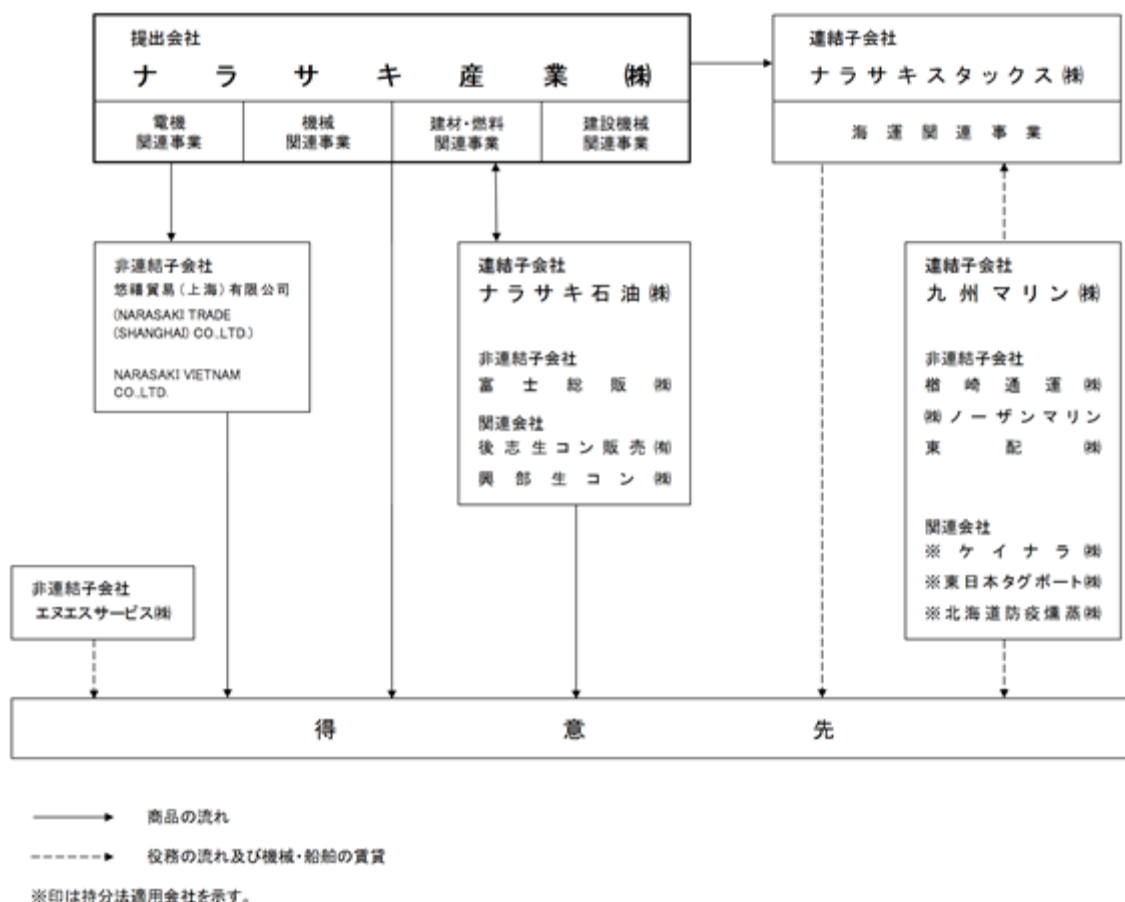 提出会社
ナラサキ産業㈱
電機
関連事業
機械
関連事業
建材・燃料
関連事業
建設機械
関連事業
連結子会社
ナラサキスタックス㈱
海運関連事業
非連結子会社
悠禧貿易(上海)有限公司
(NARASAKI TRADE
(SHANGHAI) CO.,LTD.)
NARASAKI VIETNAM
CO.,LTD.
連結子会社
ナラサキ石油㈱
非連結子会社
富士総販㈱
関連会社
後志生コン販売㈲
興部生コン㈱
連結子会社
九州マリン㈱
非連結子会社
楢崎通運㈱
㈱ノーザンマリン
東配㈱
関連会社
※ケイナラ㈱
※東日本タグボート㈱
※北海道防疫燻蒸㈱
非連結子会社
エヌエスサービス㈱
得意先
商品の流れ
役務の流れ及び機械・船舶の賃貸
※印は持分法適用会社を示す。